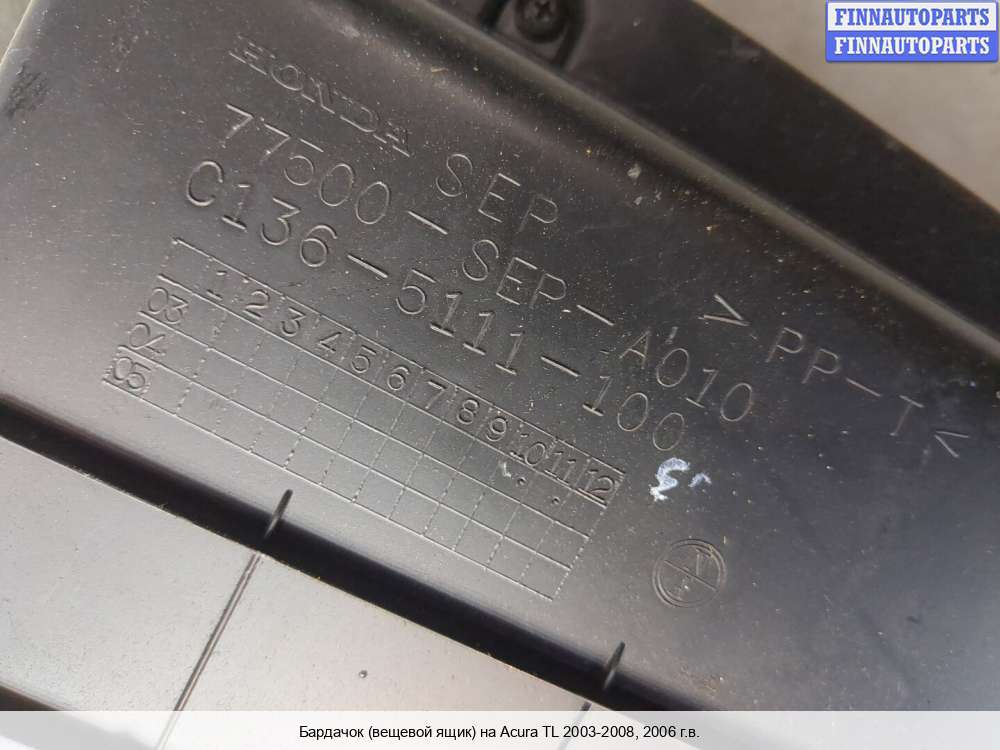 FINNAUTOPARTS
FINNAUTOPARTS
HONDA SEP
77500-SEP-A010
C136-5111-100
>PP-T<
1 2 3 4 5 6 7 8 9 10 11 12
03
04
05
Бардачок (вещевой ящик) на Acura TL 2003-2008, 2006 г.в.